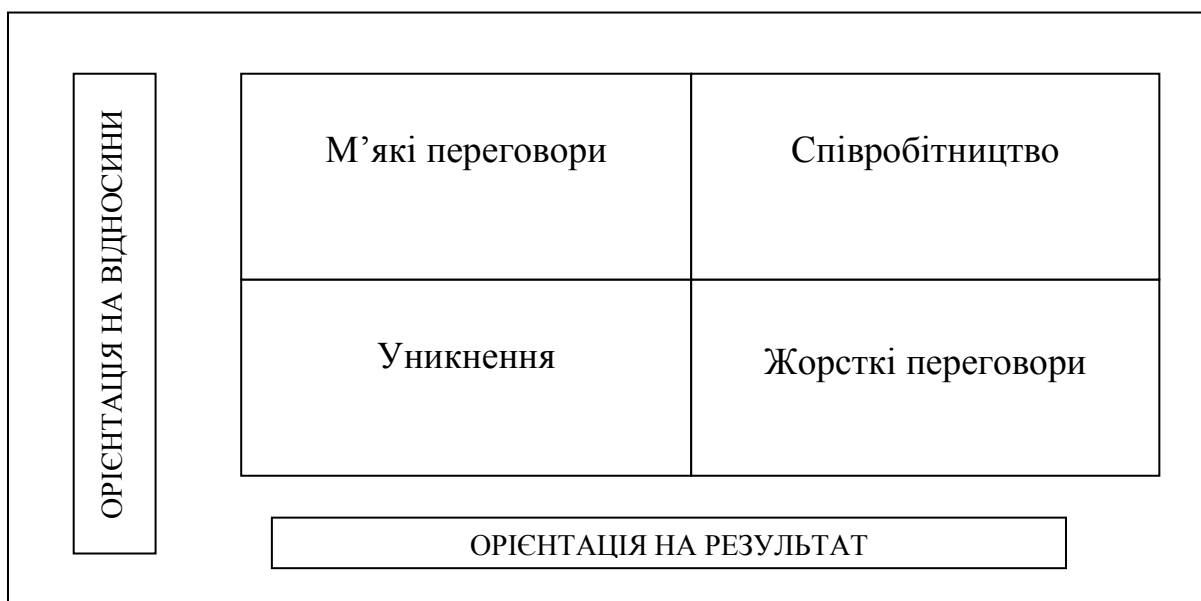 ОРІЄНТАЦІЯ НА ВІДНОСИНИ
М’які переговори
Співробітництво
Уникнення
Жорсткі переговори
ОРІЄНТАЦІЯ НА РЕЗУЛЬТАТ